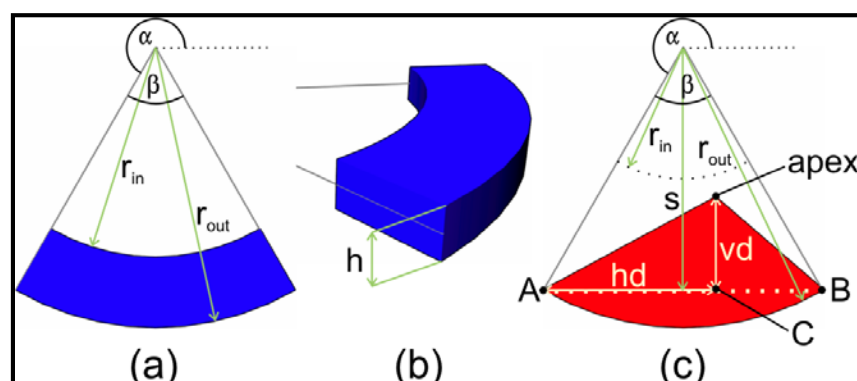 α
β
r_in
r_out
(a)
h
(b)
α
β
r_in
r_out
apex
s
vd
A
hd
B
C
(c)